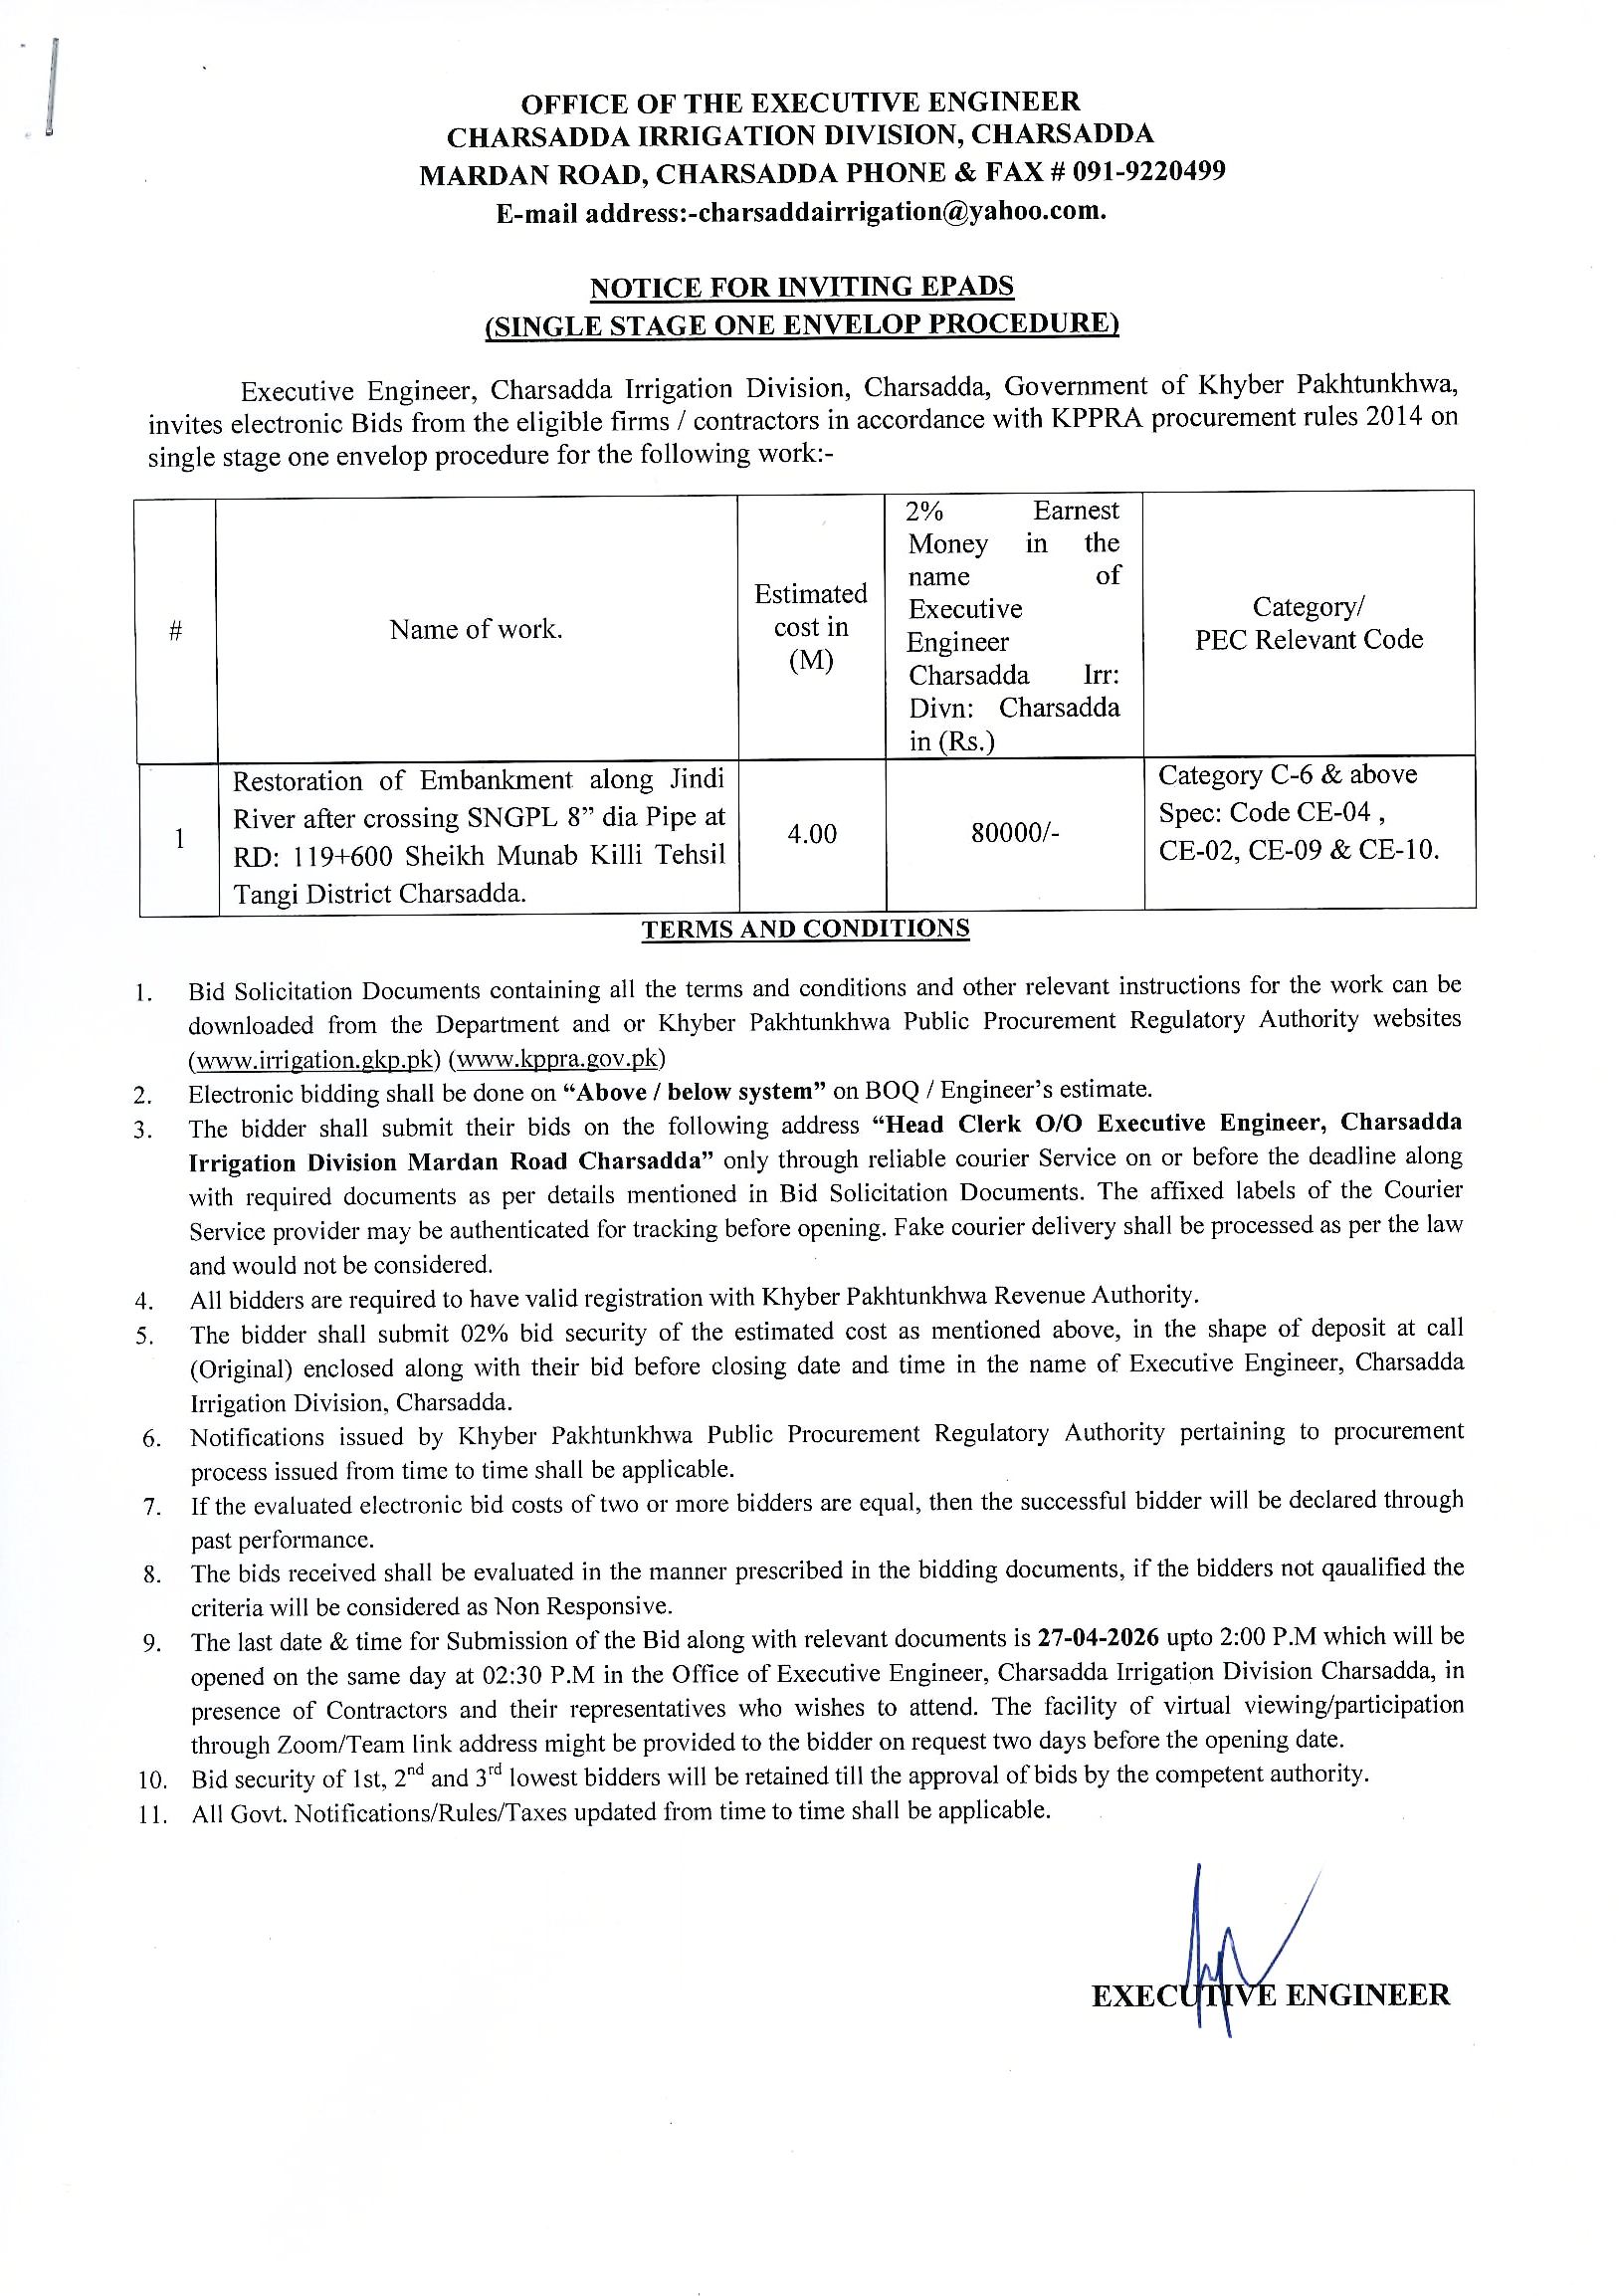 OFFICE OF THE EXECUTIVE ENGINEER
CHARSADDA IRRIGATION DIVISION, CHARSADDA
MARDAN ROAD, CHARSADDA PHONE & FAX # 091-9220499
E-mail address:-charsaddairrigation@yahoo.com.
NOTICE FOR INVITING EPADS
(SINGLE STAGE ONE ENVELOP PROCEDURE)
Executive Engineer, Charsadda Irrigation Division, Charsadda, Government of Khyber Pakhtunkhwa,
invites electronic Bids from the eligible firms / contractors in accordance with KPPRA procurement rules 2014 on
single stage one envelop procedure for the following work:-
#
Name of work.
Estimated
cost in
(M)
2% Earnest
Money in the
name of
Executive
Engineer
Charsadda Irr:
Divn: Charsadda
in (Rs.)
Category/
PEC Relevant Code
1
Restoration of Embankment along Jindi
River after crossing SNGPL 8” dia Pipe at
RD: 119+600 Sheikh Munab Killi Tehsil
Tangi District Charsadda.
4.00
80000/-
Category C-6 & above
Spec: Code CE-04 ,
CE-02, CE-09 & CE-10.
TERMS AND CONDITIONS
1. Bid Solicitation Documents containing all the terms and conditions and other relevant instructions for the work can be
downloaded from the Department and or Khyber Pakhtunkhwa Public Procurement Regulatory Authority websites
(www.irrigation.gkp.pk) (www.kppra.gov.pk)
2. Electronic bidding shall be done on “Above / below system” on BOQ / Engineer’s estimate.
3. The bidder shall submit their bids on the following address “Head Clerk O/O Executive Engineer, Charsadda
Irrigation Division Mardan Road Charsadda” only through reliable courier Service on or before the deadline along
with required documents as per details mentioned in Bid Solicitation Documents. The affixed labels of the Courier
Service provider may be authenticated for tracking before opening. Fake courier delivery shall be processed as per the law
and would not be considered.
4. All bidders are required to have valid registration with Khyber Pakhtunkhwa Revenue Authority.
5. The bidder shall submit 02% bid security of the estimated cost as mentioned above, in the shape of deposit at call
(Original) enclosed along with their bid before closing date and time in the name of Executive Engineer, Charsadda
Irrigation Division, Charsadda.
6. Notifications issued by Khyber Pakhtunkhwa Public Procurement Regulatory Authority pertaining to procurement
process issued from time to time shall be applicable.
7. If the evaluated electronic bid costs of two or more bidders are equal, then the successful bidder will be declared through
past performance.
8. The bids received shall be evaluated in the manner prescribed in the bidding documents, if the bidders not qaualified the
criteria will be considered as Non Responsive.
9. The last date & time for Submission of the Bid along with relevant documents is 27-04-2026 upto 2:00 P.M which will be
opened on the same day at 02:30 P.M in the Office of Executive Engineer, Charsadda Irrigation Division Charsadda, in
presence of Contractors and their representatives who wishes to attend. The facility of virtual viewing/participation
through Zoom/Team link address might be provided to the bidder on request two days before the opening date.
10. Bid security of 1st, 2nd and 3rd lowest bidders will be retained till the approval of bids by the competent authority.
11. All Govt. Notifications/Rules/Taxes updated from time to time shall be applicable.
EXECUTIVE ENGINEER